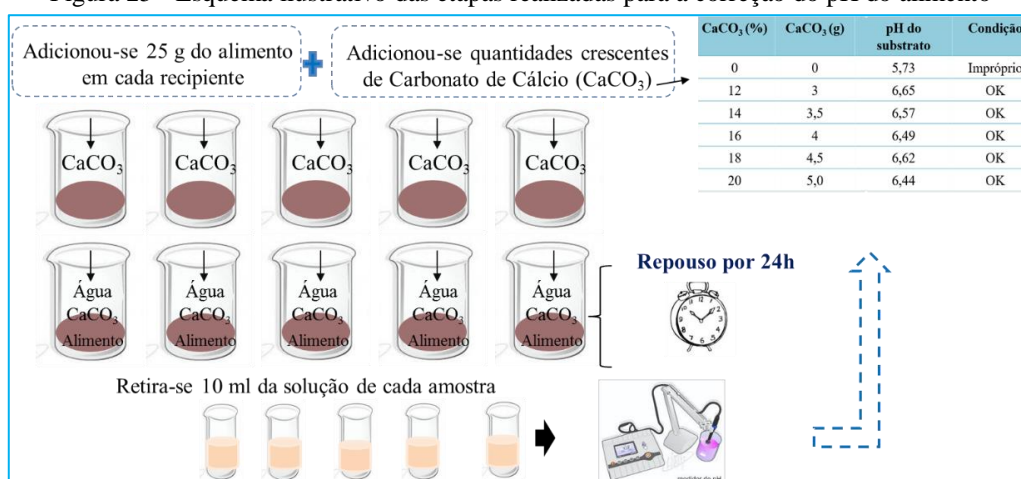 Figura 25 – Esquema ilustrativo das etapas realizadas para a correção do pH do alimento
Adicionou-se 25 g do alimento
em cada recipiente
Adicionou-se quantidades crescentes
de Carbonato de Cálcio (CaCO₃)
CaCO₃ (%) CaCO₃ (g) pH do substrato Condição
0 0 5,73 Impróprio
12 3 6,65 OK
14 3,5 6,57 OK
16 4 6,49 OK
18 4,5 6,62 OK
20 5,0 6,44 OK
CaCO₃ CaCO₃ CaCO₃ CaCO₃ CaCO₃
Água Água Água Água Água
CaCO₃ CaCO₃ CaCO₃ CaCO₃ CaCO₃
Alimento Alimento Alimento Alimento Alimento
Repouso por 24h
Retira-se 10 ml da solução de cada amostra